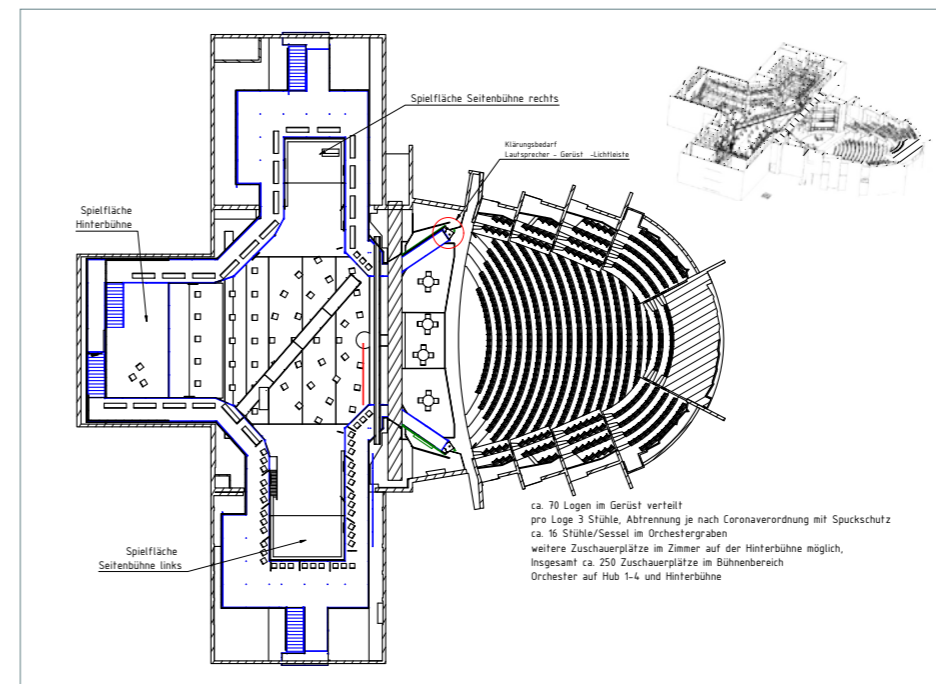 Spielfläche Seitenbühne rechts
Klärungsbedarf
Lautsprecher - Gerüst -Lichtleiste
Spielfläche
Hinterbühne
Spielfläche
Seitenbühne links
ca. 70 Logen im Gerüst verteilt
pro Loge 3 Stühle, Abtrennung je nach Coronaverordnung mit Spuckschutz
ca. 16 Stühle/Sessel im Orchestergraben
weitere Zuschauerplätze im Zimmer auf der Hinterbühne möglich,
Insgesamt ca. 250 Zuschauerplätze im Bühnenbereich
Orchester auf Hub 1-4 und Hinterbühne